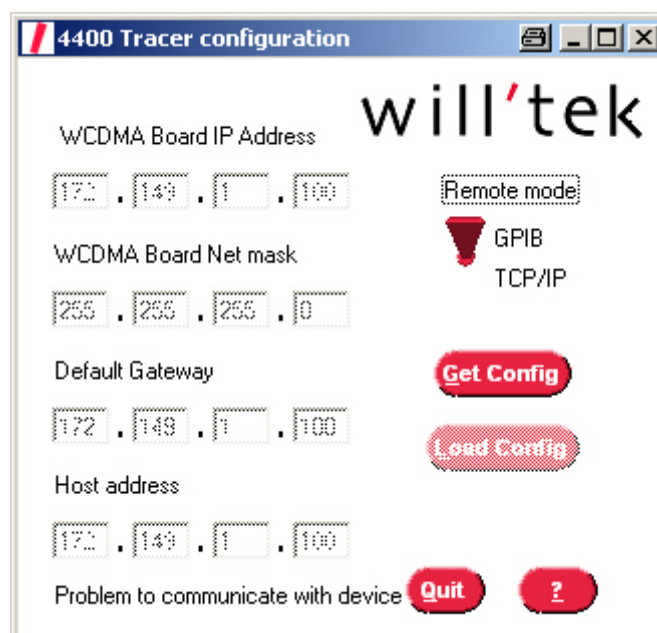 4400 Tracer configuration
will'tek
WCDMA Board IP Address
172 . 149 . 1 . 100
Remote mode
GPIB
TCP/IP
WCDMA Board Net mask
255 . 255 . 255 . 0
Default Gateway
172 . 149 . 1 . 100
Get Config
Load Config
Host address
172 . 149 . 1 . 100
Problem to communicate with device
Quit
?